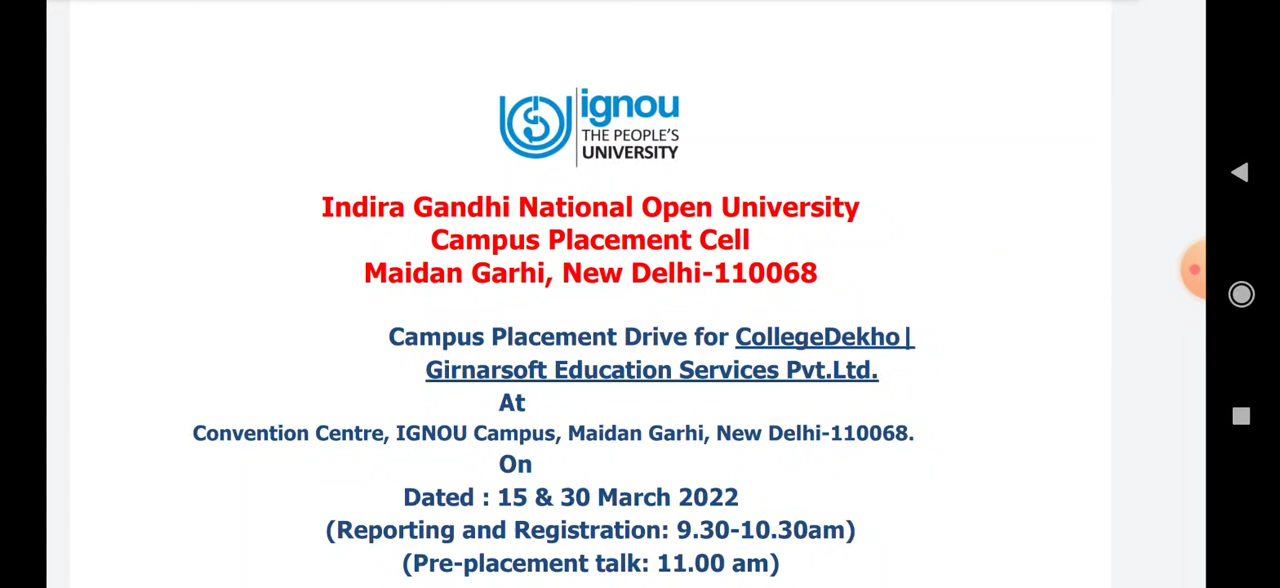 ignou
THE PEOPLE'S
UNIVERSITY
Indira Gandhi National Open University
Campus Placement Cell
Maidan Garhi, New Delhi-110068
Campus Placement Drive for CollegeDekho|
Girnarsoft Education Services Pvt.Ltd.
At
Convention Centre, IGNOU Campus, Maidan Garhi, New Delhi-110068.
On
Dated : 15 & 30 March 2022
(Reporting and Registration: 9.30-10.30am)
(Pre-placement talk: 11.00 am)